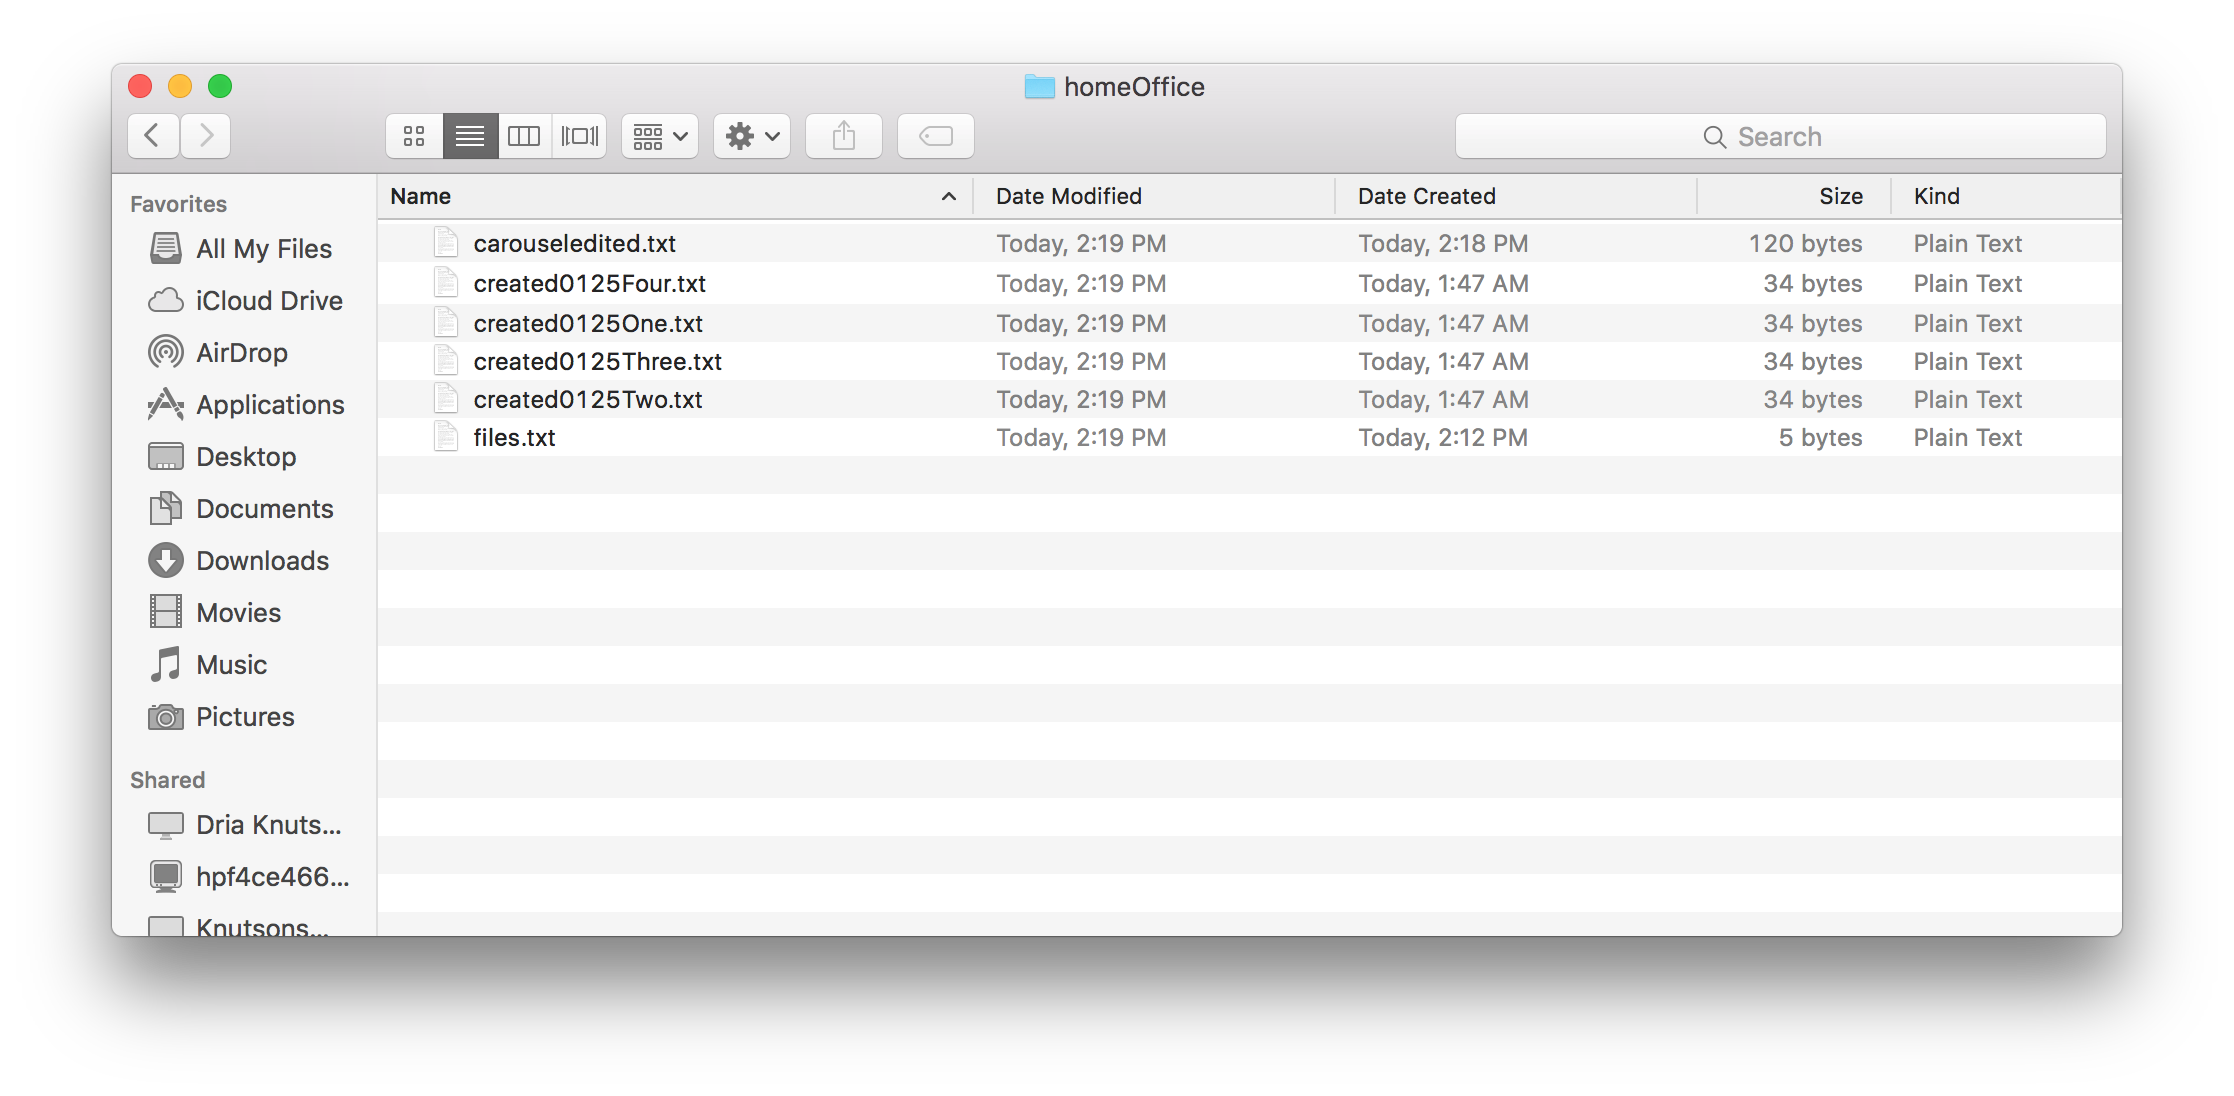 homeOffice
Search
Favorites
All My Files
iCloud Drive
AirDrop
Applications
Desktop
Documents
Downloads
Movies
Music
Pictures
Shared
Dria Knuts...
hpf4ce466...
Knutsons...
Name Date Modified Date Created Size Kind
carouseledited.txt Today, 2:19 PM Today, 2:18 PM 120 bytes Plain Text
created0125Four.txt Today, 2:19 PM Today, 1:47 AM 34 bytes Plain Text
created0125One.txt Today, 2:19 PM Today, 1:47 AM 34 bytes Plain Text
created0125Three.txt Today, 2:19 PM Today, 1:47 AM 34 bytes Plain Text
created0125Two.txt Today, 2:19 PM Today, 1:47 AM 34 bytes Plain Text
files.txt Today, 2:19 PM Today, 2:12 PM 5 bytes Plain Text